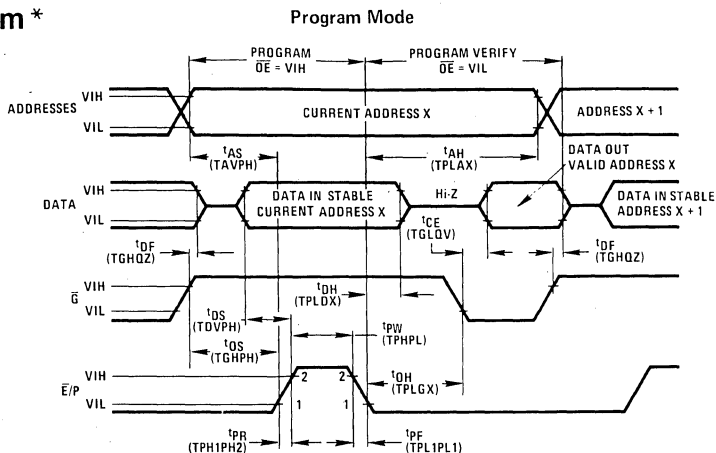 m*
Program Mode
PROGRAM
OE = VIH
PROGRAM VERIFY
OE = VIL
ADDRESSES
VIH
VIL
CURRENT ADDRESS X
ADDRESS X + 1
tAS
(TAVPH)
tAH
(TPLAX)
DATA OUT
VALID ADDRESS X
DATA
VIH
VIL
DATA IN STABLE
CURRENT ADDRESS X
Hi-Z
DATA IN STABLE
ADDRESS X + 1
tCE
(TGLQV)
tDF
(TGHQZ)
tDF
(TGHQZ)
G
VIH
VIL
tDH
(TPLDX)
tDS
(TDVPH)
tPW
(TPHPL)
tOS
(TGHPH)
E/P
VIH
VIL
2 2
1 1
tOH
(TPLGX)
tPR
(TPH1PH2)
tPF
(TPL1PL1)